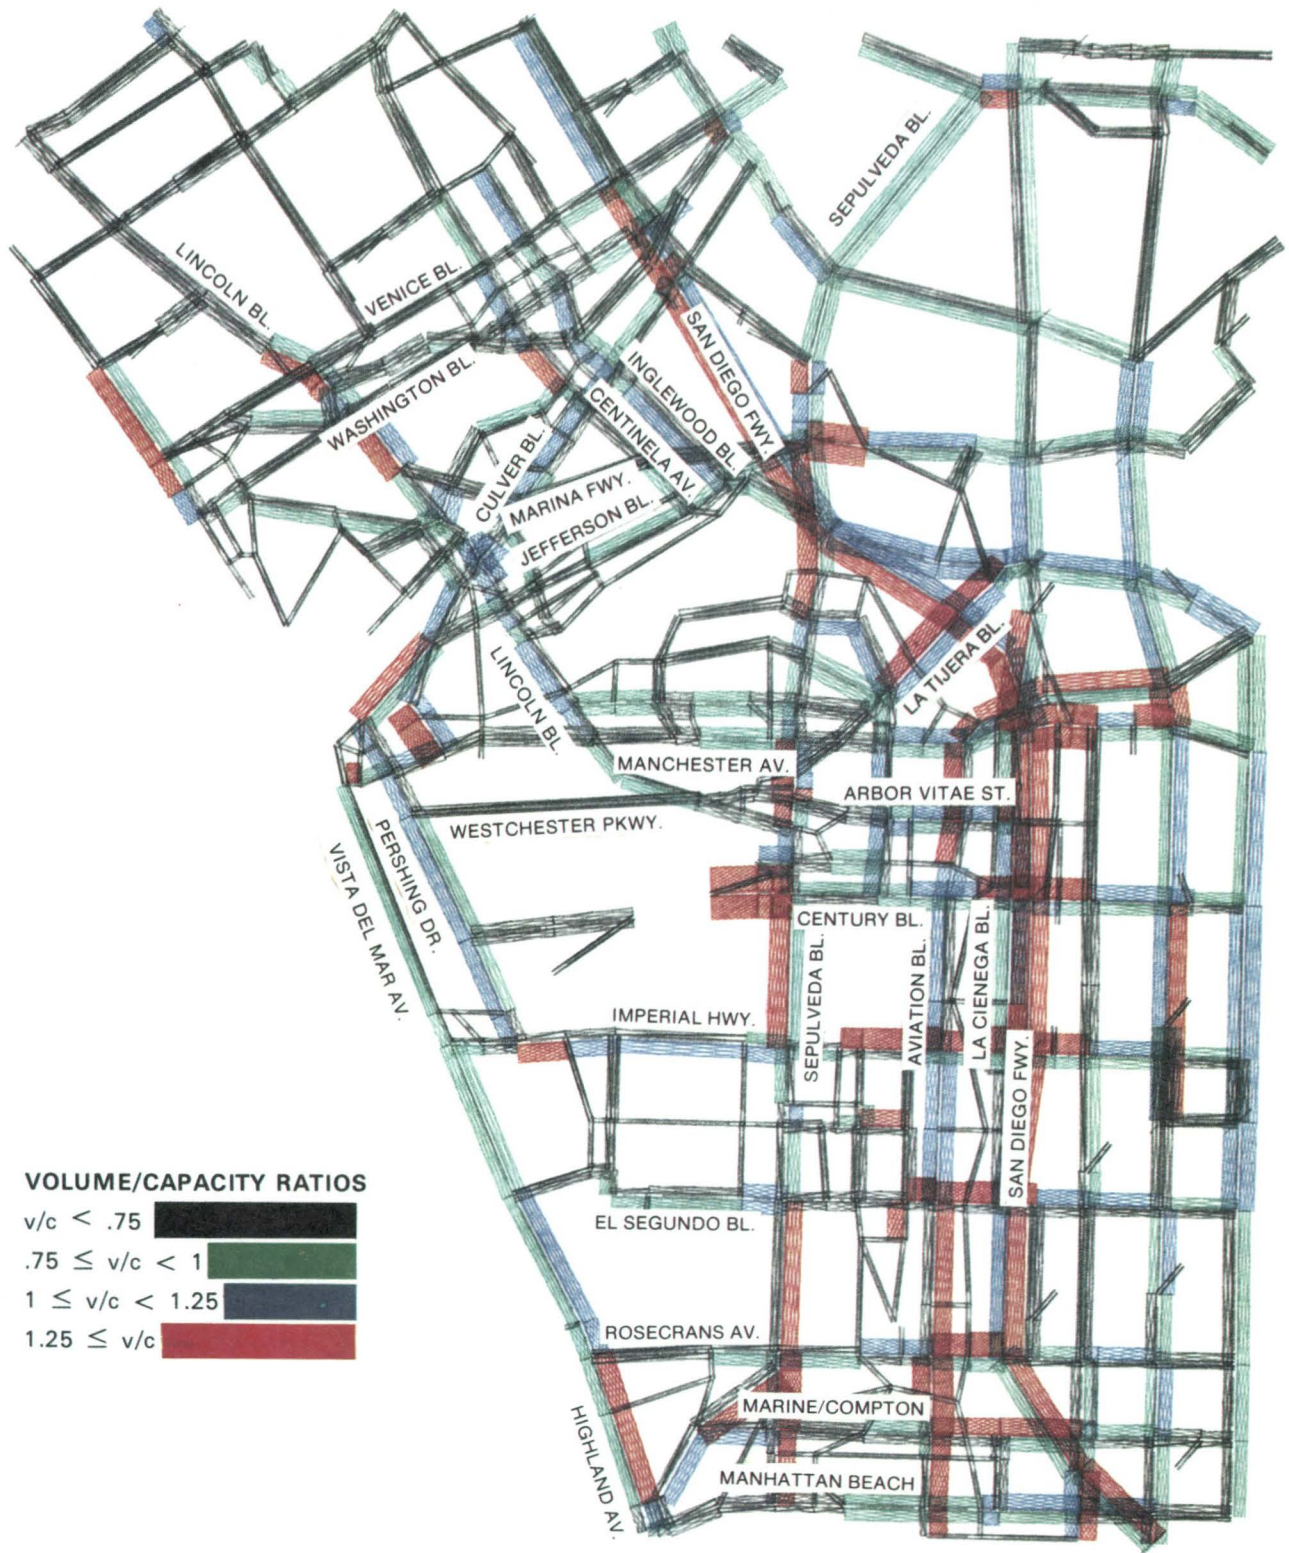 SEPULVEDA BL.
LINCOLN BL.
VENICE BL.
WASHINGTON BL.
SAN DIEGO FWY.
INGLEWOOD BL.
CENTINELA AV.
CULVER BL.
MARINA FWY.
JEFFERSON BL.
LA TIJERA BL.
LINCOLN BL.
MANCHESTER AV.
ARBOR VITAE ST.
WESTCHESTER PKWY.
PERSHING DR.
VISTA DEL MAR AV.
CENTURY BL.
SEPULVEDA BL.
AVIATION BL.
LA CIENEGA BL.
IMPERIAL HWY.
SAN DIEGO FWY.
VOLUME/CAPACITY RATIOS
v/c < .75
.75 ≤ v/c < 1
1 ≤ v/c < 1.25
1.25 ≤ v/c
EL SEGUNDO BL.
ROSECRANS AV.
MARINE/COMPTON
HIGHLAND AV.
MANHATTAN BEACH